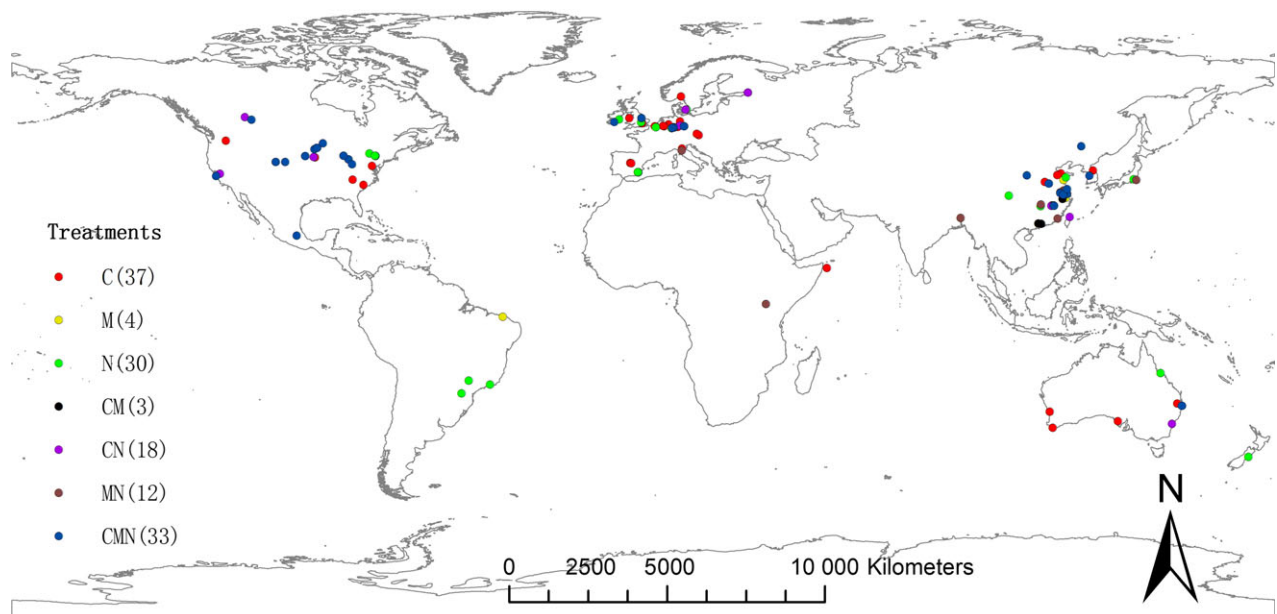 Treatments
C(37)
M(4)
N(30)
CM(3)
CN(18)
MN(12)
CMN(33)
0 2500 5000 10 000 Kilometers
N